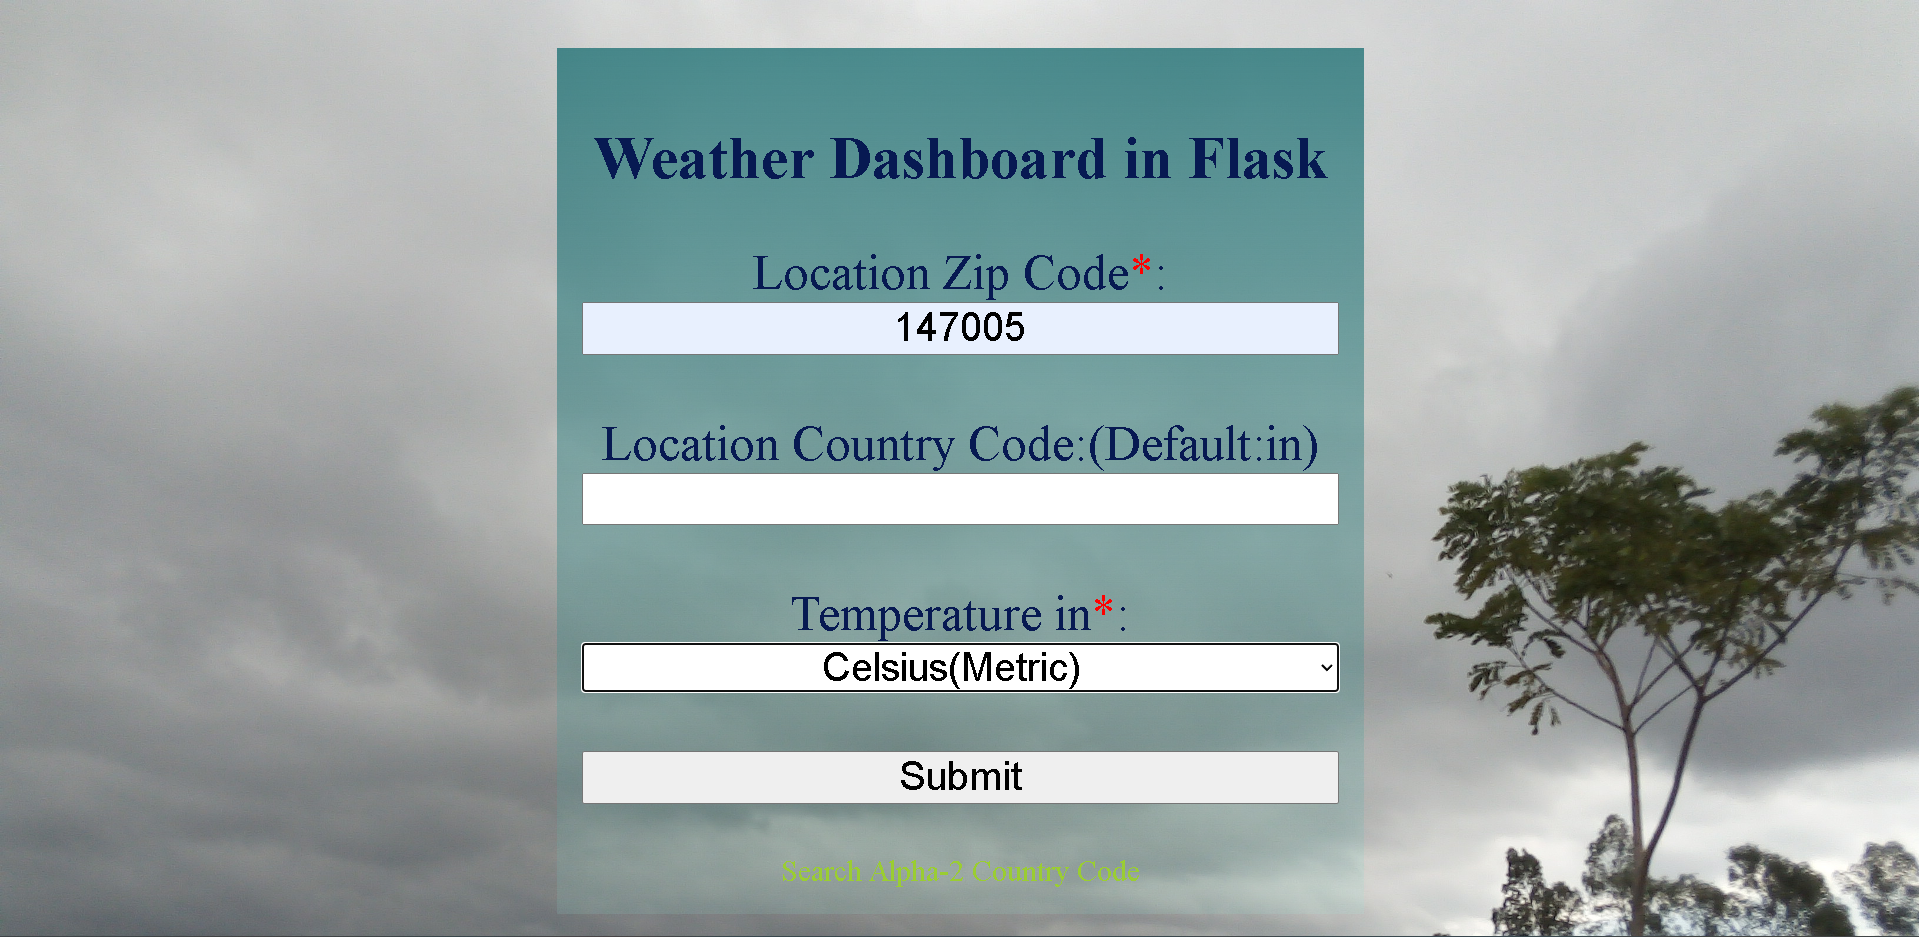 Weather Dashboard in Flask
Location Zip Code*:
147005
Location Country Code:(Default:in)
Temperature in*:
Celsius(Metric)
Submit
Search Alpha-2 Country Code